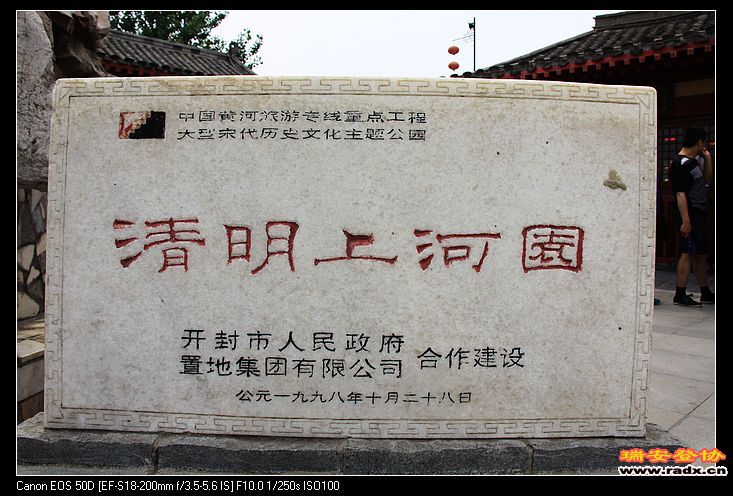 中国黄河旅游专线重点工程
大型宋代历史文化主题公园
清明上河园
开封市人民政府
置地集团有限公司
合作建设
公元一九九八年十月二十八日
瑞安登协
www.radx.cn
Canon EOS 50D [EF-S18-200mm f/3.5-5.6 IS] F10.0 1/250s ISO100